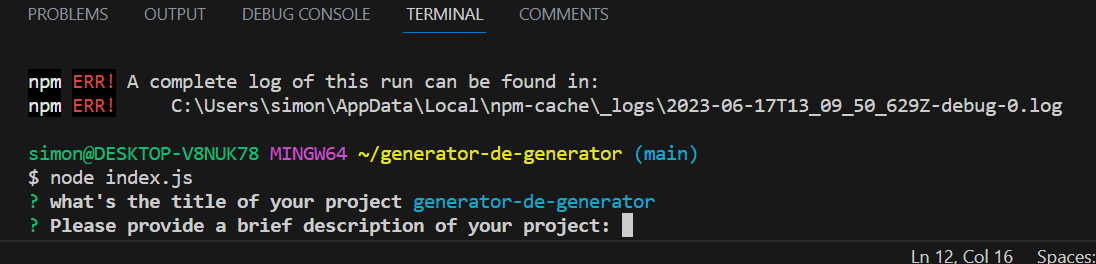 PROBLEMS OUTPUT DEBUG CONSOLE TERMINAL COMMENTS
npm ERR! A complete log of this run can be found in:
npm ERR!     C:\Users\simon\AppData\Local\npm-cache\_logs\2023-06-17T13_09_50_629Z-debug-0.log
simon@DESKTOP-V8NUK78 MINGW64 ~/generator-de-generator (main)
$ node index.js
? what's the title of your project generator-de-generator
? Please provide a brief description of your project:
Ln 12, Col 16 Spaces: